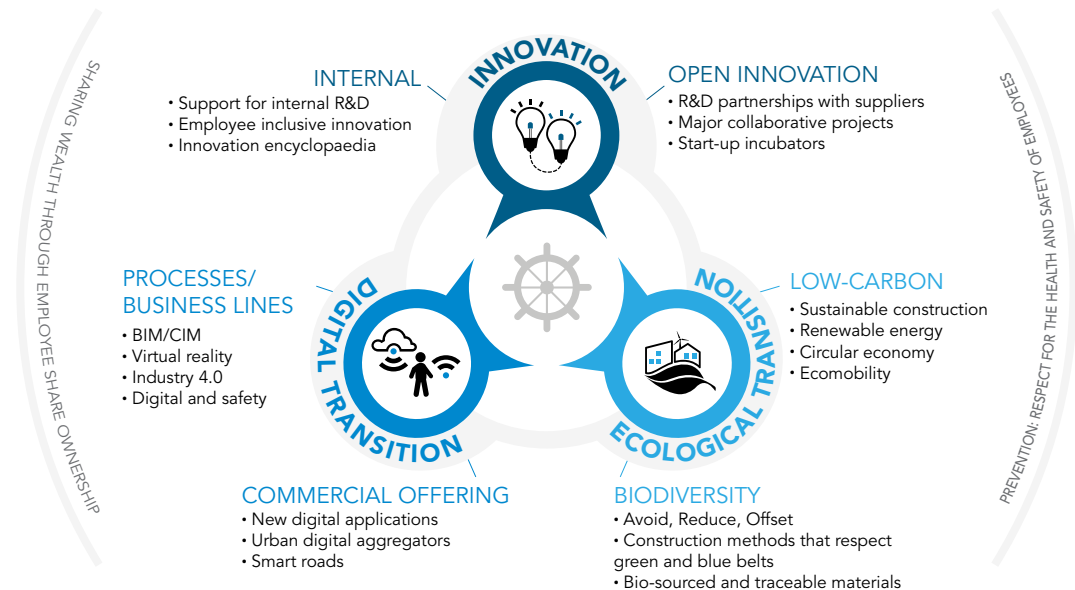 SHARING WEALTH THROUGH EMPLOYEE SHARE OWNERSHIP
INNOVATION
INTERNAL
• Support for internal R&D
• Employee inclusive innovation
• Innovation encyclopaedia
OPEN INNOVATION
• R&D partnerships with suppliers
• Major collaborative projects
• Start-up incubators
DIGITAL TRANSITION
PROCESSES/
BUSINESS LINES
• BIM/CIM
• Virtual reality
• Industry 4.0
• Digital and safety
COMMERCIAL OFFERING
• New digital applications
• Urban digital aggregators
• Smart roads
ECOLOGICAL TRANSITION
LOW-CARBON
• Sustainable construction
• Renewable energy
• Circular economy
• Ecomobility
BIODIVERSITY
• Avoid, Reduce, Offset
• Construction methods that respect
green and blue belts
• Bio-sourced and traceable materials
PREVENTION: RESPECT FOR THE HEALTH AND SAFETY OF EMPLOYEES